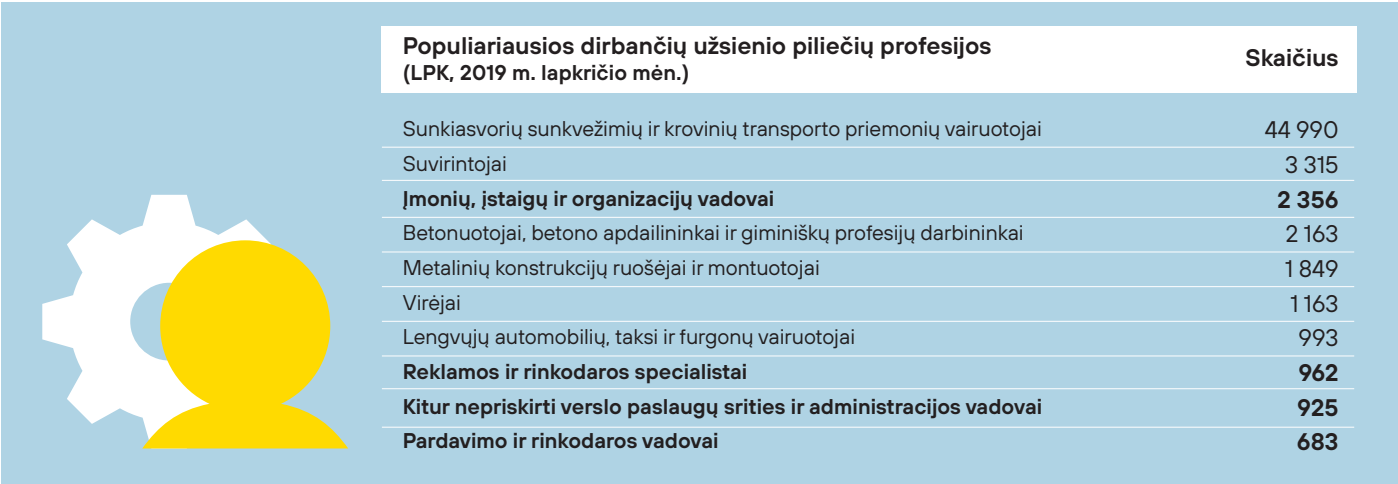 Populiariausios dirbančių užsienio piliečių profesijos
(LPK, 2019 m. lapkričio mėn.)
Skaičius
Sunkiasvorių sunkvežimių ir krovinių transporto priemonių vairuotojai 44 990
Suvirintojai 3 315
Įmonių, įstaigų ir organizacijų vadovai 2 356
Betonuotojai, betono apdailininkai ir giminiškų profesijų darbininkai 2 163
Metalinių konstrukcijų ruošėjai ir montuotojai 1 849
Virėjai 1 163
Lengvųjų automobilių, taksi ir furgonų vairuotojai 993
Reklamos ir rinkodaros specialistai 962
Kitur nepriskirti verslo paslaugų srities ir administracijos vadovai 925
Pardavimo ir rinkodaros vadovai 683